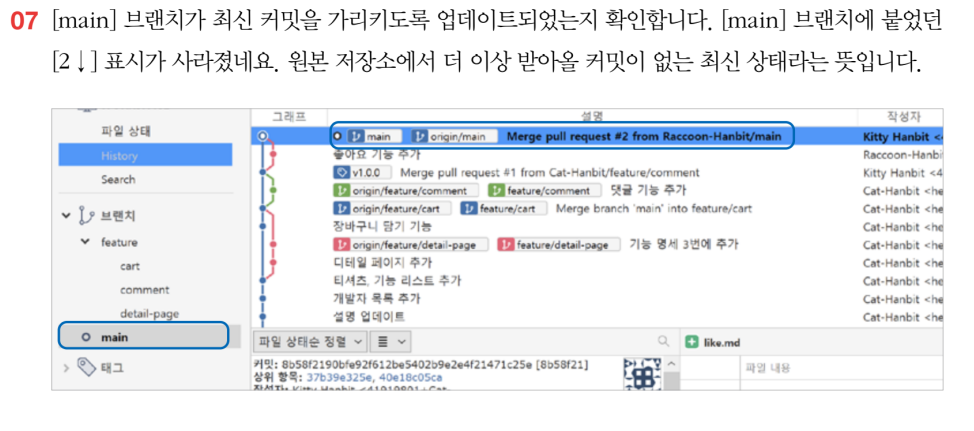 07 [main] 브랜치가 최신 커밋을 가리키도록 업데이트되었는지 확인합니다. [main] 브랜치에 붙었던
[2↓] 표시가 사라졌네요. 원본 저장소에서 더 이상 받아올 커밋이 없는 최신 상태라는 뜻입니다.
파일 상태
History
Search
브랜치
feature
cart
comment
detail-page
main
태그
그래프 설명 작성자
main origin/main Merge pull request #2 from Raccoon-Hanbit/main Kitty Hanbit <
좋아요 기능 추가 Raccoon-Hanbi
v1.0.0 Merge pull request #1 from Cat-Hanbit/feature/comment Kitty Hanbit <4
origin/feature/comment feature/comment 댓글 기능 추가 Cat-Hanbit <he
origin/feature/cart feature/cart Merge branch 'main' into feature/cart Cat-Hanbit <he
장바구니 담기 기능 Cat-Hanbit <he
origin/feature/detail-page feature/detail-page 기능 명세 3번에 추가 Cat-Hanbit <he
디테일 페이지 추가 Cat-Hanbit <he
티셔츠, 기능 리스트 추가 Cat-Hanbit <he
개발자 목록 추가 Cat-Hanbit <he
설명 업데이트 Cat-Hanbit <he
파일 상태순 정렬
like.md
커밋: 8b58f2190bfe92f612be5402b9e2e4f21471c25e [8b58f21]
파일 내용
상위 항목: 37b39e325e, 40e18c05ca